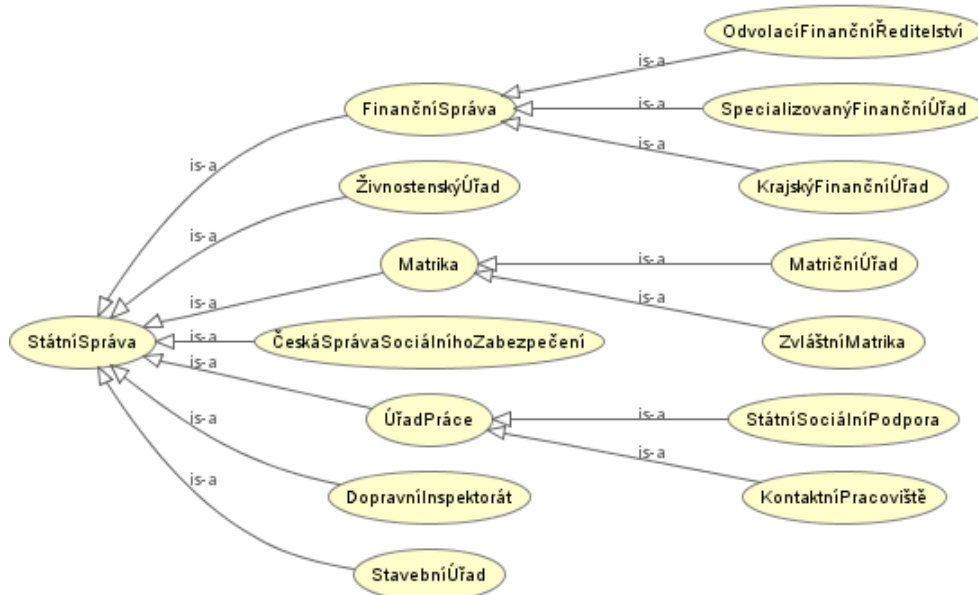 OdvolacíFinančníŘeditelství
is-a
FinančníSpráva
is-a
SpecializovanýFinančníÚřad
is-a
KrajskýFinančníÚřad
is-a
ŽivnostenskýÚřad
is-a
Matrika
is-a
MatričníÚřad
is-a
StátníSpráva
is-a
ČeskáSprávaSociálníhoZabezpečení
is-a
ZvláštníMatrika
is-a
ÚřadPráce
is-a
StátníSociálníPodpora
is-a
DopravníInspektorát
is-a
KontaktníPracoviště
is-a
StavebníÚřad